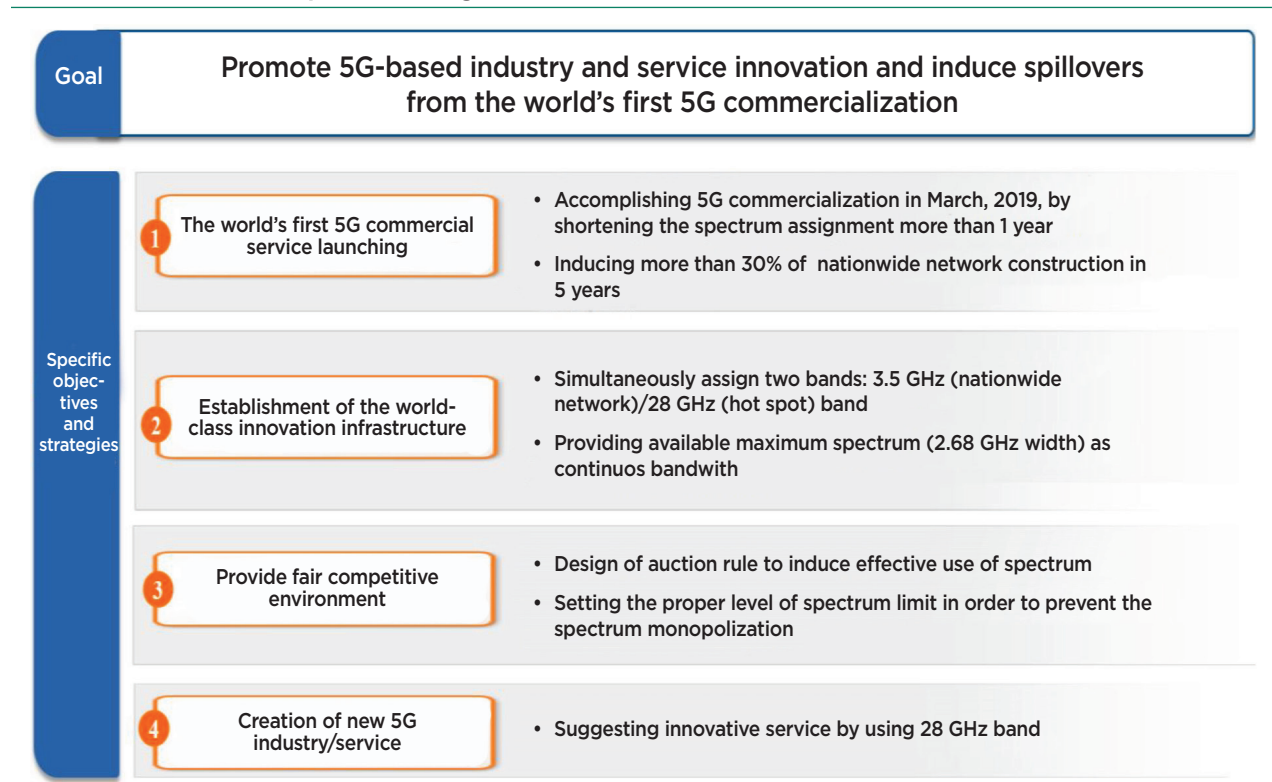 Goal
Promote 5G-based industry and service innovation and induce spillovers
from the world's first 5G commercialization
Specific
objec-
tives
and
strategies
1
The world's first 5G commercial
service launching
• Accomplishing 5G commercialization in March, 2019, by
shortening the spectrum assignment more than 1 year
• Inducing more than 30% of nationwide network construction in
5 years
2
Establishment of the world-
class innovation infrastructure
• Simultaneously assign two bands: 3.5 GHz (nationwide
network)/28 GHz (hot spot) band
• Providing available maximum spectrum (2.68 GHz width) as
continuos bandwith
3
Provide fair competitive
environment
• Design of auction rule to induce effective use of spectrum
• Setting the proper level of spectrum limit in order to prevent the
spectrum monopolization
4
Creation of new 5G
industry/service
• Suggesting innovative service by using 28 GHz band